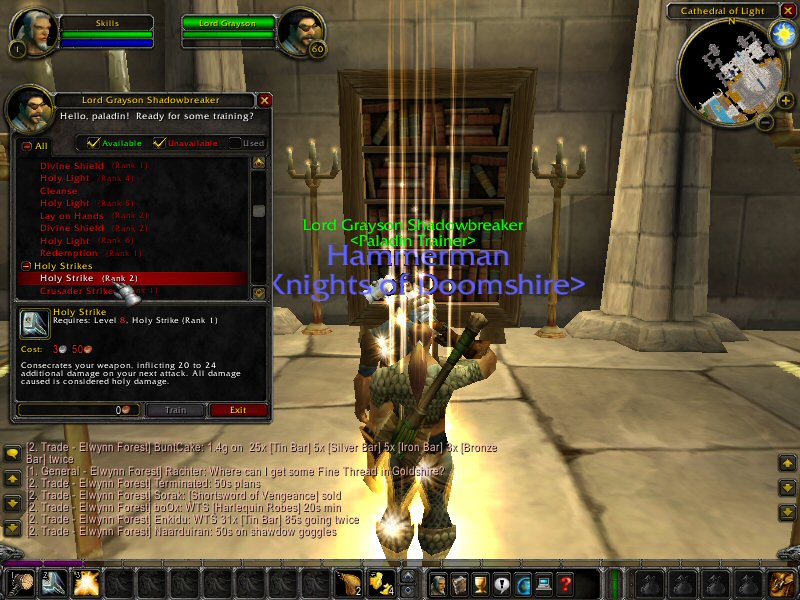 Skills
1
Lord Grayson
60
Cathedral of Light
N
Lord Grayson Shadowbreaker
Hello, paladin! Ready for some training?
All
Available
Unavailable
Used
Divine Shield (Rank 1)
Holy Light (Rank 4)
Cleanse
Holy Light (Rank 5)
Lay on Hands (Rank 2)
Divine Shield (Rank 2)
Holy Light (Rank 6)
Redemption (Rank 1)
Holy Strikes
Holy Strike (Rank 2)
Crusader Strike
Holy Strike
Requires: Level 8, Holy Strike (Rank 1)
Cost: 3 50
Consecrates your weapon, inflicting 20 to 24
additional damage on your next attack. All damage
caused is considered holy damage.
0
Train
Exit
Lord Grayson Shadowbreaker
<Paladin Trainer>
Hammerman
Knights of Doomshire>
[2. Trade - Elwynn Forest] BuntCake: 1.4g on 25x [Tin Bar] 5x [Silver Bar] 5x [Iron Bar] 3x [Bronze
Bar] twice
[1. General - Elwynn Forest] Rachter: Where can I get some Fine Thread in Goldshire?
[2. Trade - Elwynn Forest] Terminated: 50s plans
[2. Trade - Elwynn Forest] Sorak: [Shortsword of Vengeance] sold
[2. Trade - Elwynn Forest] boOx: WTS [Harlequin Robes] 20s min
[2. Trade - Elwynn Forest] Enkidu: WTS 31x [Tin Bar] 85s going twice
[2. Trade - Elwynn Forest] Naarduiran: 50s on shawdow goggles
2
3
2
4